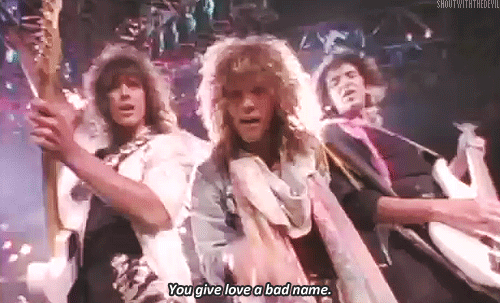 SHOUTWITHTHEDEVIL
You give love a bad name.